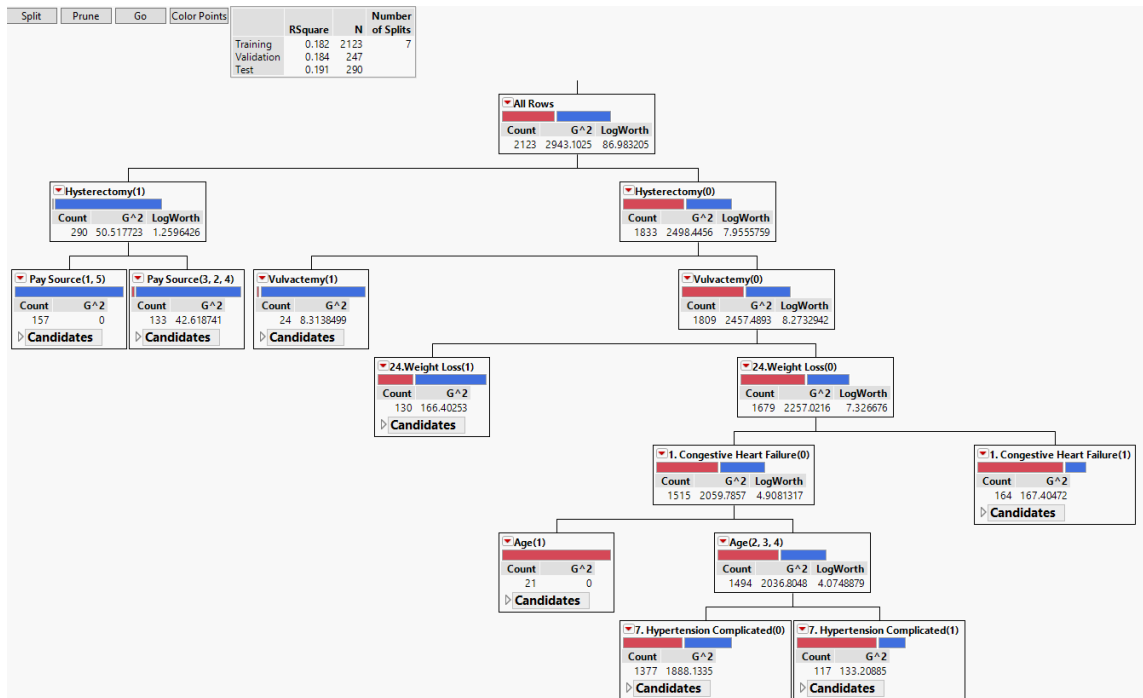 Split Prune Go Color Points
Number
RSquare N of Splits
Training 0.182 2123 7
Validation 0.184 247
Test 0.191 290
All Rows
Count G^2 LogWorth
2123 2943.1025 86.983205
Hysterectomy(1) Hysterectomy(0)
Count G^2 LogWorth Count G^2 LogWorth
290 50.517723 1.2596426 1833 2498.4456 7.9555759
Pay Source(1, 5) Pay Source(3, 2, 4) Vulvactemy(1) Vulvactemy(0)
Count G^2 Count G^2 Count G^2 Count G^2 LogWorth
157 0 133 42.618741 24 8.3138499 1809 2457.4893 8.2732942
Candidates Candidates Candidates
24.Weight Loss(1) 24.Weight Loss(0)
Count G^2 Count G^2 LogWorth
130 166.40253 1679 2257.0216 7.326676
Candidates
1. Congestive Heart Failure(0) 1. Congestive Heart Failure(1)
Count G^2 LogWorth Count G^2
1515 2059.7857 4.9081317 164 167.40472
Candidates
Age(1) Age(2, 3, 4)
Count G^2 Count G^2 LogWorth
21 0 1494 2036.8048 4.0748879
Candidates
7. Hypertension Complicated(0) 7. Hypertension Complicated(1)
Count G^2 Count G^2
1377 1888.1335 117 133.20885
Candidates Candidates